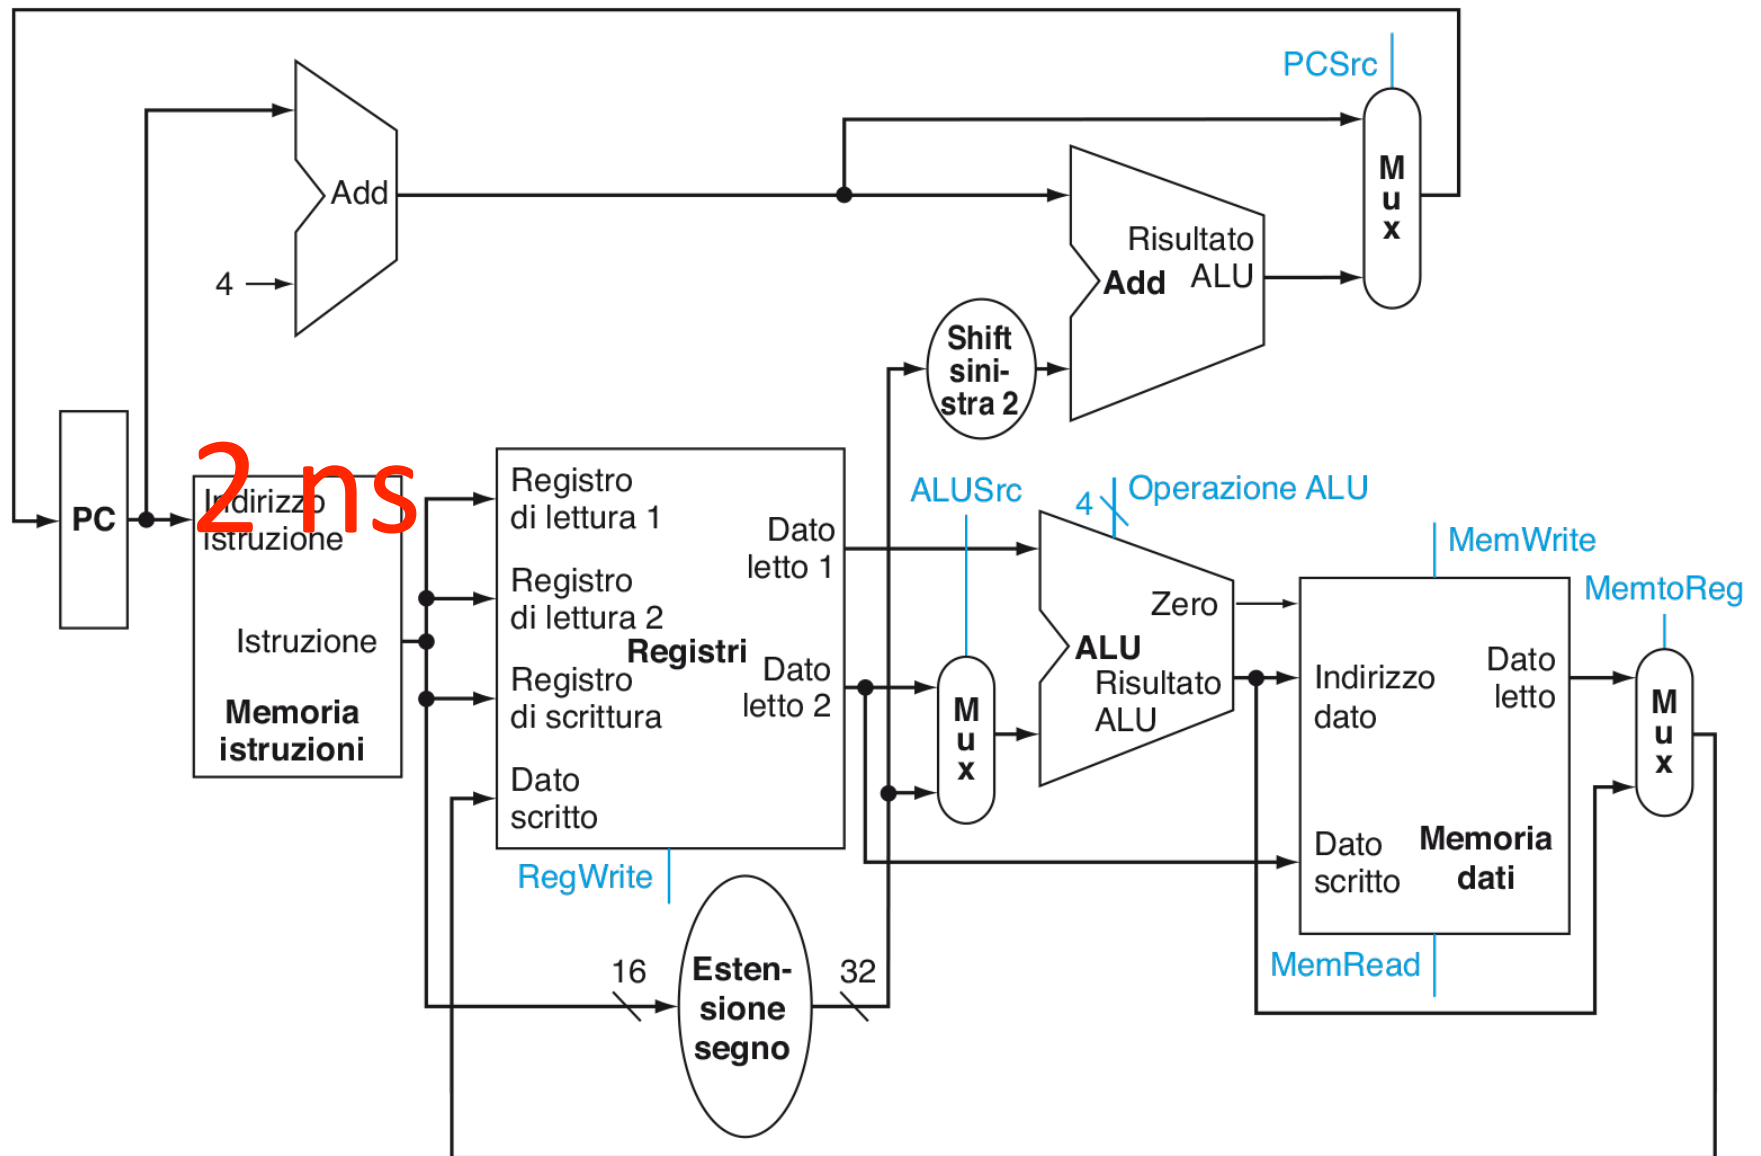 PCSrc
M
u
x
Add
4
Risultato
ALU
Add
Shift
sini-
stra 2
PC
2 ns
Indirizzo
Istruzione
Istruzione
Memoria
istruzioni
Registro
di lettura 1
Registro
di lettura 2
Registri
Registro
di scrittura
Dato
scritto
Dato
letto 1
Dato
letto 2
RegWrite
ALUSrc
M
u
x
4
Operazione ALU
Zero
ALU
Risultato
ALU
MemWrite
MemtoReg
Indirizzo
dato
Dato
letto
Dato
scritto
Memoria
dati
MemRead
M
u
x
16
Esten-
sione
segno
32